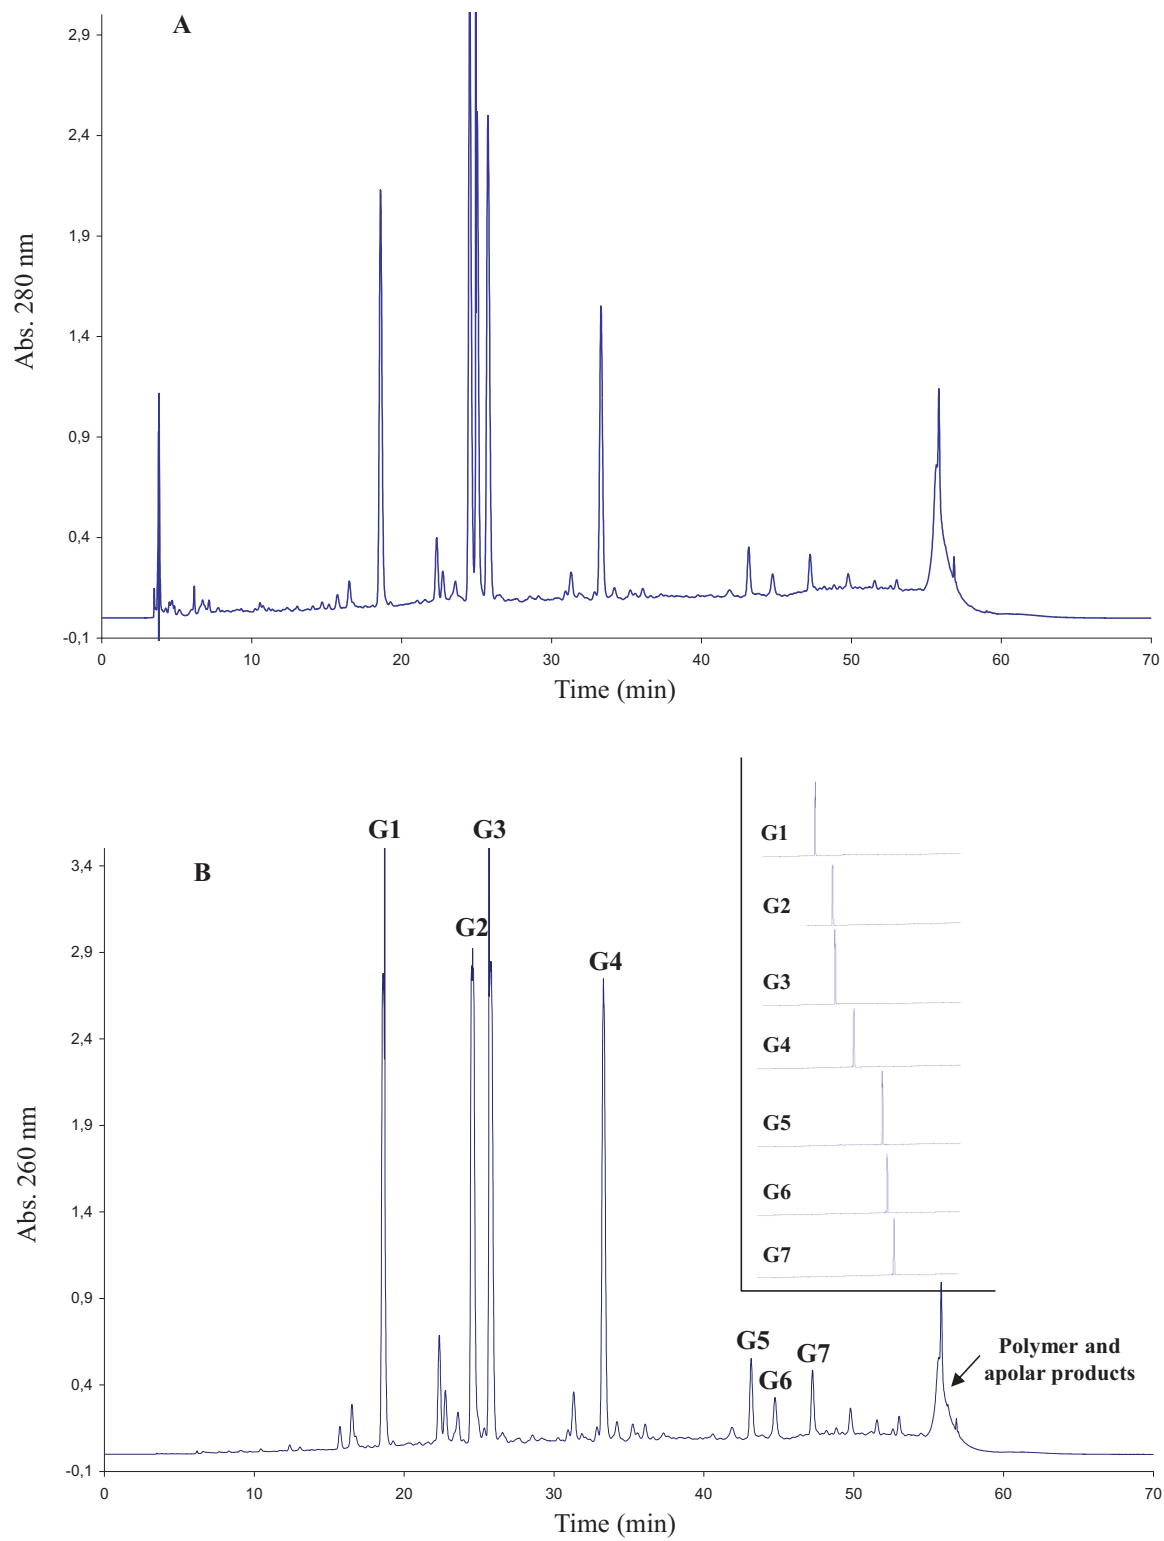 A
2,9
2,4
1,9
1,4
0,9
0,4
-0,1
Abs. 280 nm
0 10 20 30 40 50 60 70
Time (min)
B
G1
G3
G2
G4
3,4
2,9
2,4
1,9
1,4
0,9
0,4
-0,1
Abs. 260 nm
G1
G2
G3
G4
G5
G6
G7
G5
G6
G7
Polymer and
apolar products
0 10 20 30 40 50 60 70
Time (min)